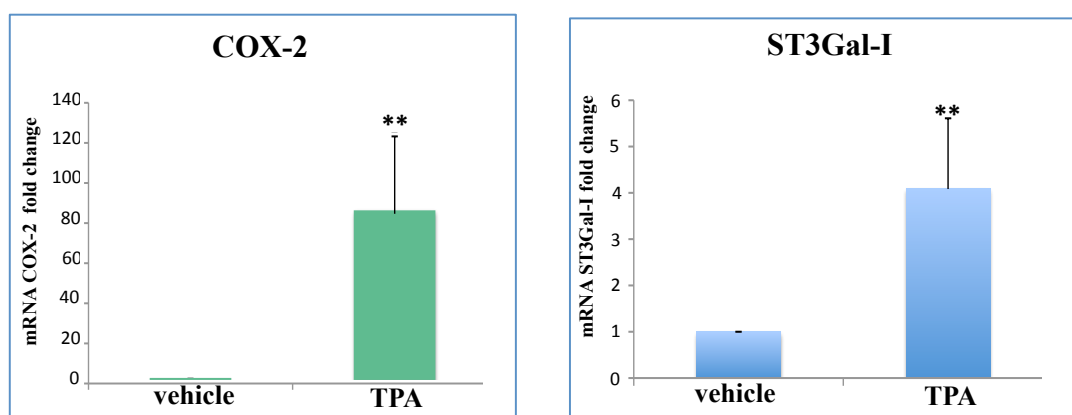 COX-2
mRNA COX-2 fold change
140
120
100
80
60
40
20
0
**
vehicle
TPA
ST3Gal-I
mRNA ST3Gal-I fold change
6
5
4
3
2
1
0
**
vehicle
TPA